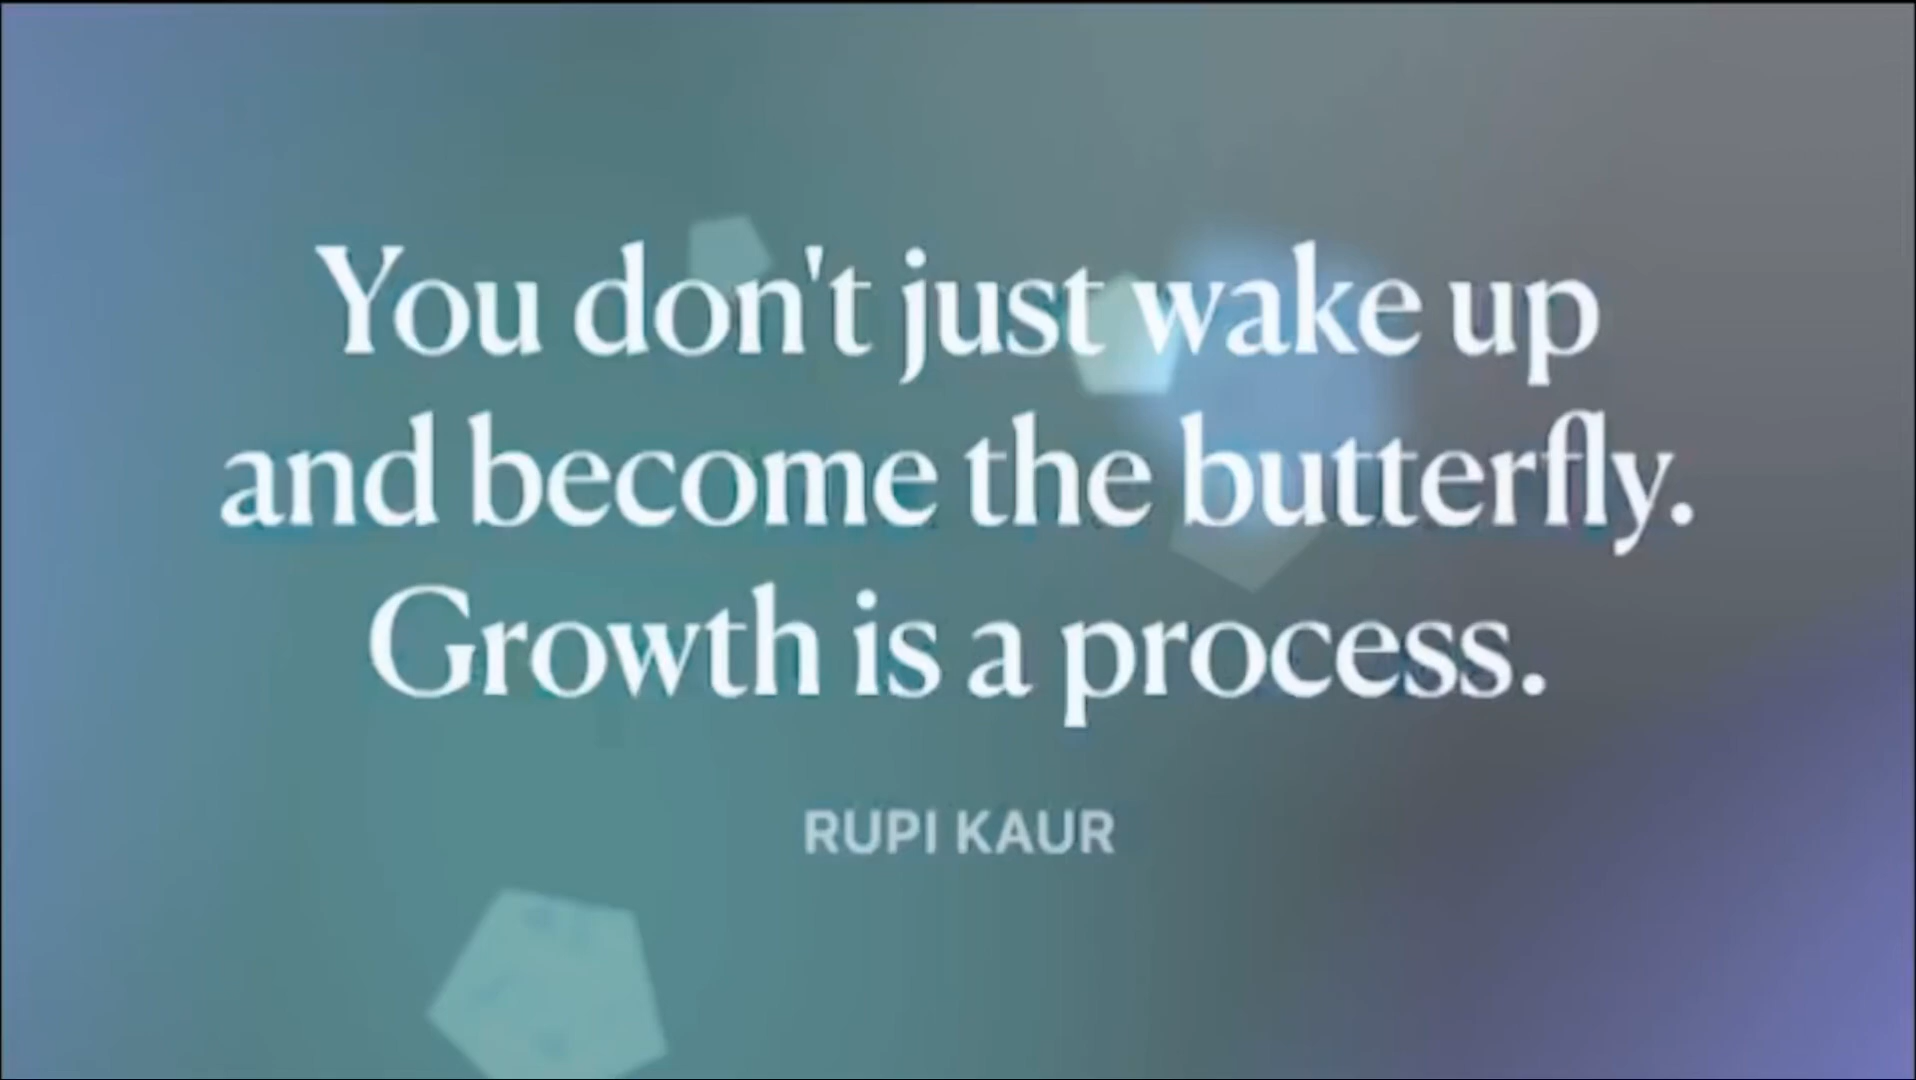 You don't just wake up
and become the butterfly.
Growth is a process.
RUPI KAUR